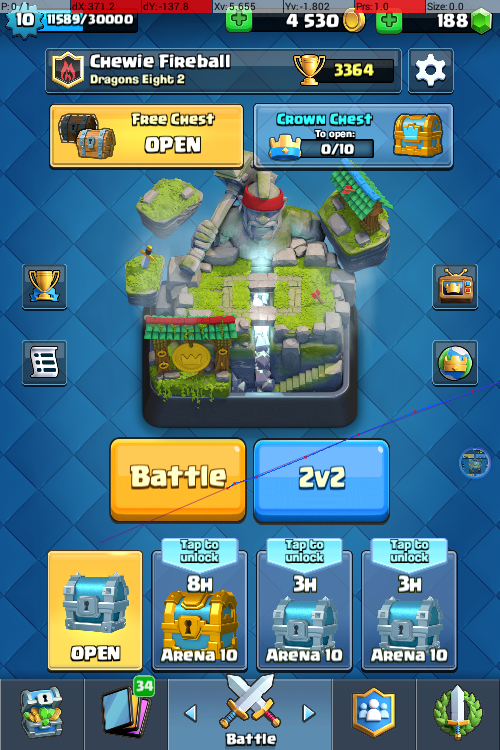 P: 0 / 1 dX: 371.2 dY: -137.8 Xv: 5.655 Yv: -1.802 Prs: 1.0 Size: 0.0
10 11589/30000 4 530 188
Chewie Fireball
Dragons Eight 2
3364
Free Chest
OPEN
Crown Chest
To open:
0/10
Battle
2v2
OPEN
Tap to
unlock
8H
Arena 10
Tap to
unlock
3H
Arena 10
Tap to
unlock
3H
Arena 10
34
Battle